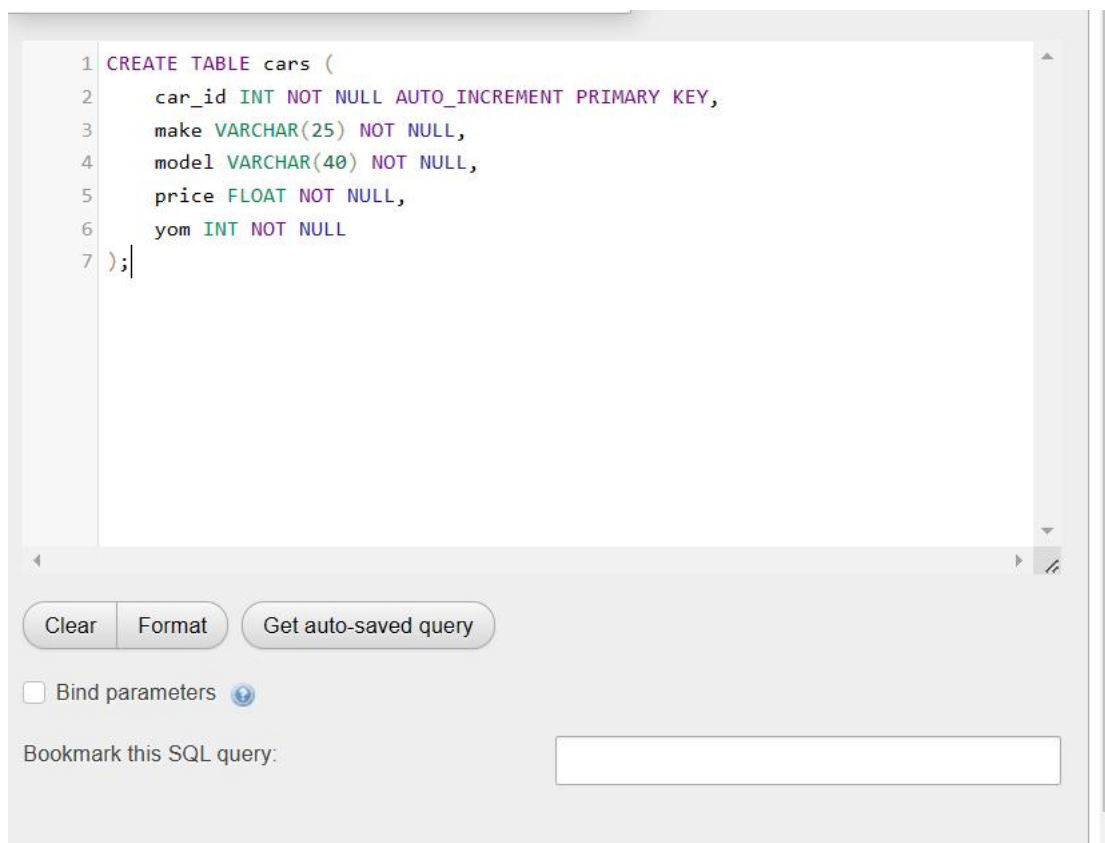 1 CREATE TABLE cars (
2 car_id INT NOT NULL AUTO_INCREMENT PRIMARY KEY,
3 make VARCHAR(25) NOT NULL,
4 model VARCHAR(40) NOT NULL,
5 price FLOAT NOT NULL,
6 yom INT NOT NULL
7 );
Clear Format Get auto-saved query
Bind parameters
Bookmark this SQL query: